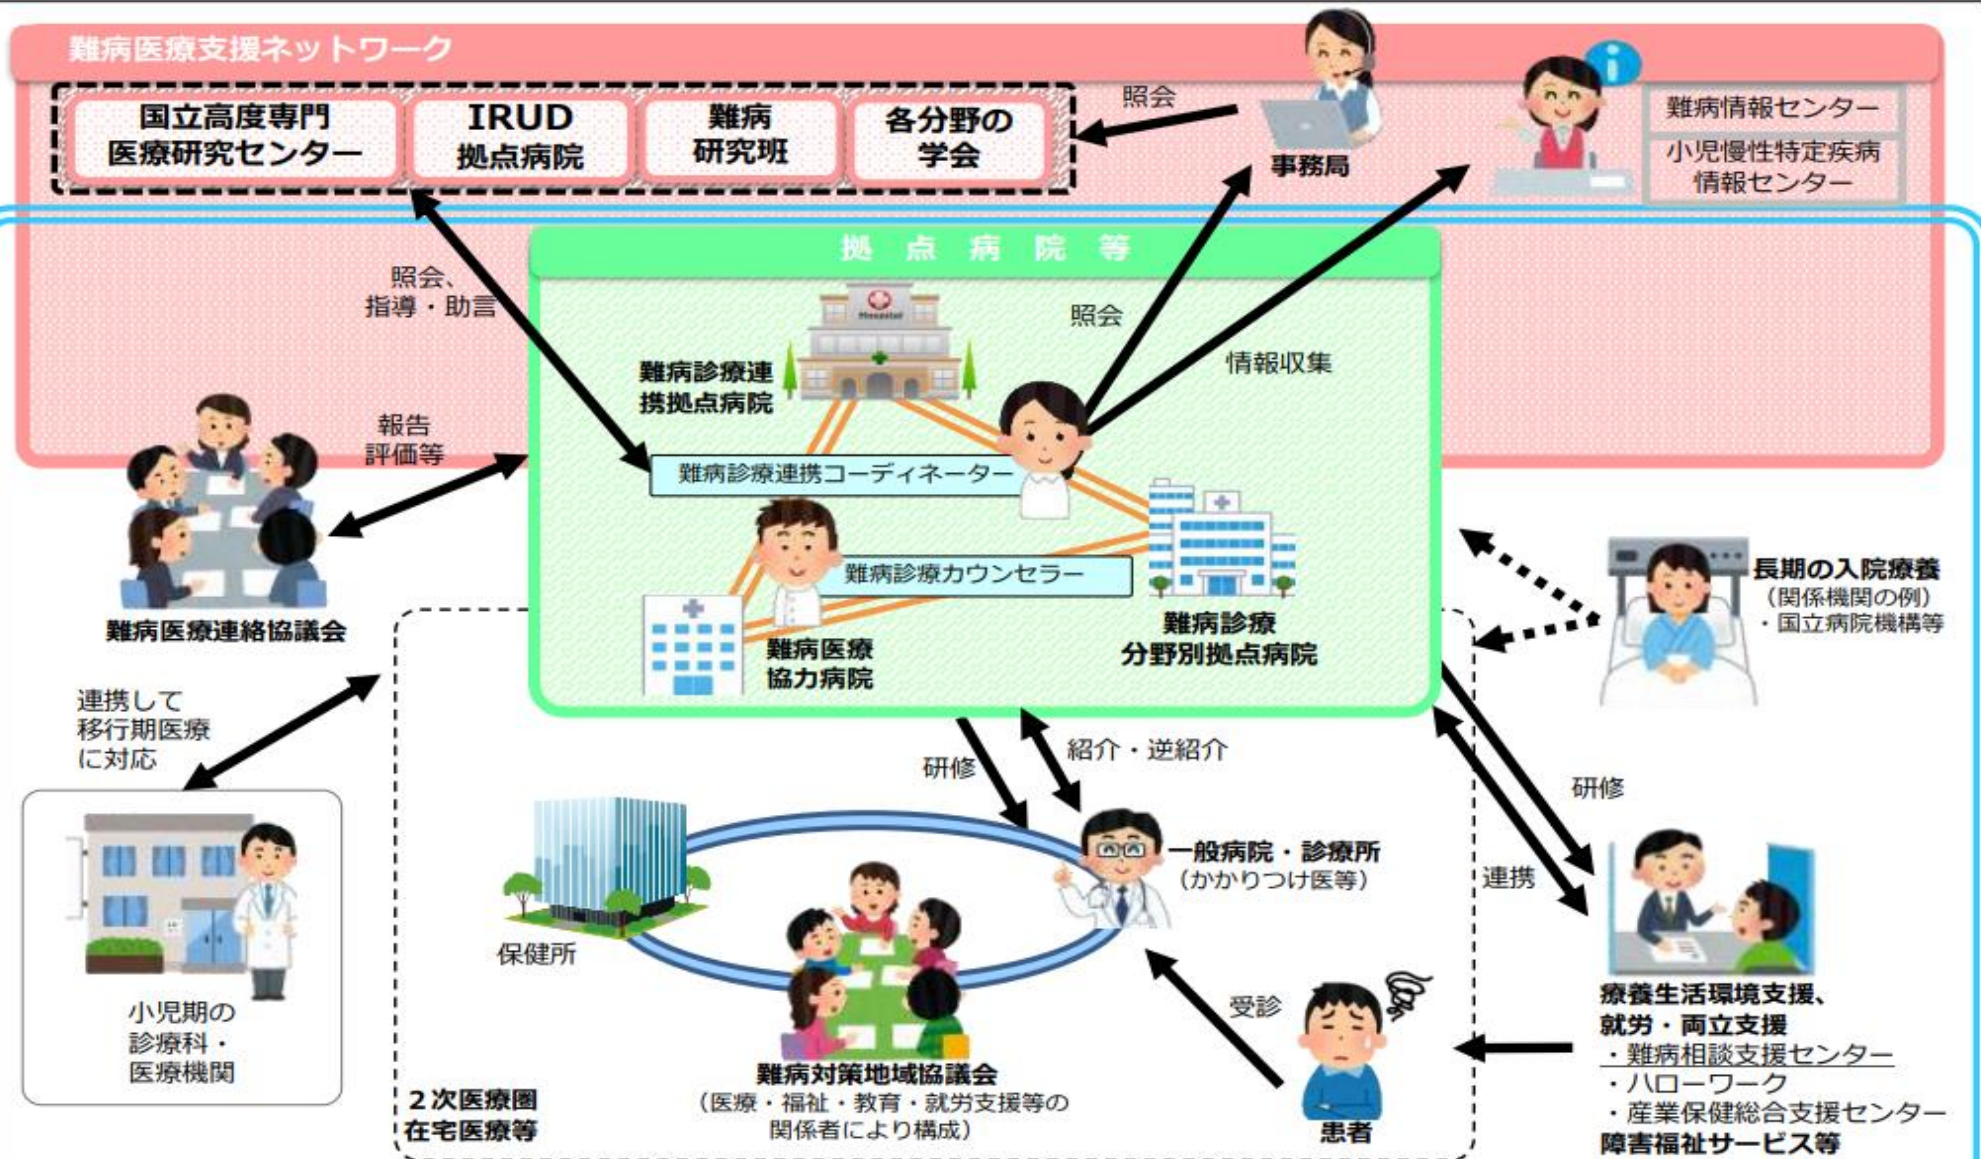 難病医療支援ネットワーク
国立高度専門
医療研究センター
IRUD
拠点病院
難病
研究班
各分野の
学会
照会
事務局
難病情報センター
小児慢性特定疾病
情報センター
拠点病院等
照会、
指導・助言
照会
情報収集
Hospital
難病診療連
携拠点病院
報告
評価等
難病診療連携コーディネーター
難病診療カウンセラー
難病医療
協力病院
難病診療
分野別拠点病院
難病医療連絡協議会
長期の入院療養
（関係機関の例）
・国立病院機構等
連携して
移行期医療
に対応
小児期の
診療科・
医療機関
研修
紹介・逆紹介
一般病院・診療所
（かかりつけ医等）
保健所
難病対策地域協議会
（医療・福祉・教育・就労支援等の
関係者により構成）
２次医療圏
在宅医療等
受診
患者
研修
連携
療養生活環境支援、
就労・両立支援
・難病相談支援センター
・ハローワーク
・産業保健総合支援センター
障害福祉サービス等